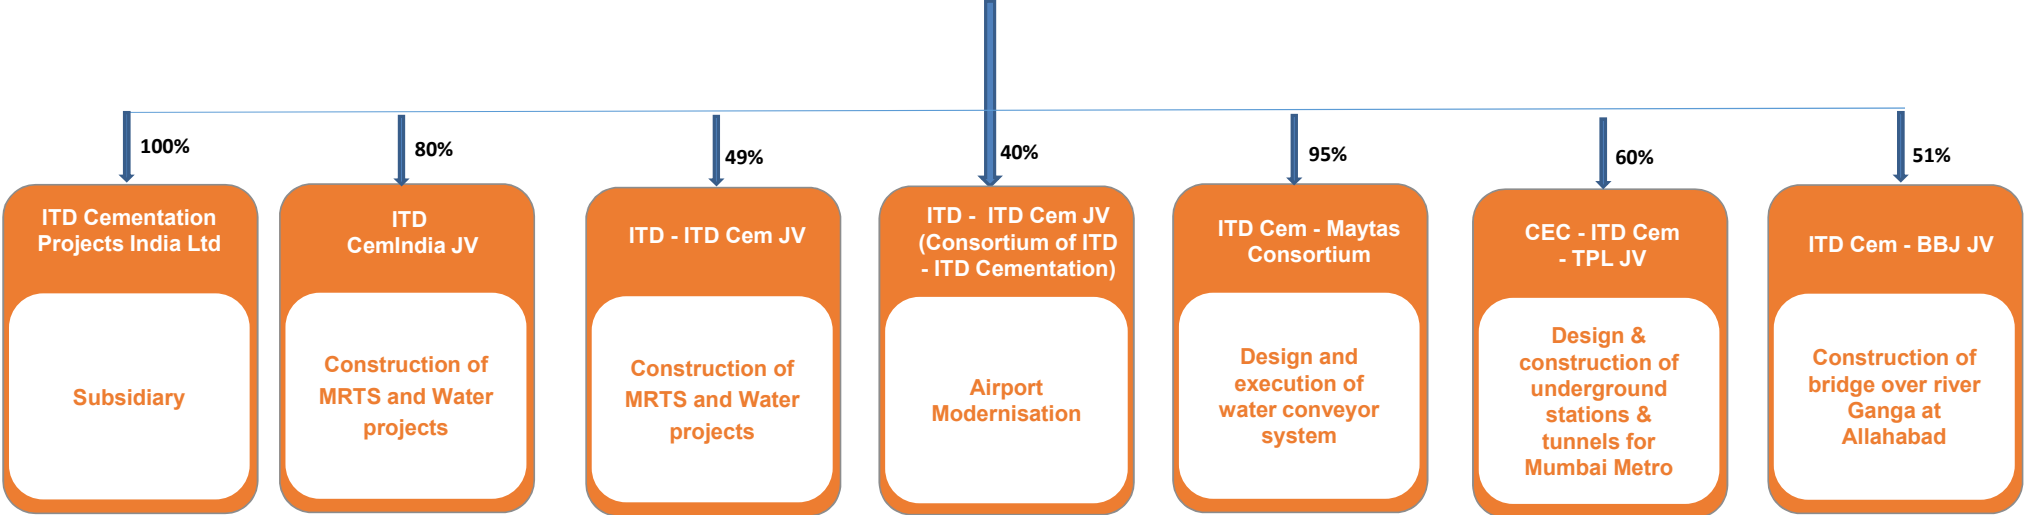 100%
80%
49%
40%
95%
60%
51%
ITD Cementation
Projects India Ltd
Subsidiary
ITD
CemIndia JV
Construction of
MRTS and Water
projects
ITD - ITD Cem JV
Construction of
MRTS and Water
projects
ITD -  ITD Cem JV
(Consortium of ITD
- ITD Cementation)
Airport
Modernisation
ITD Cem - Maytas
Consortium
Design and
execution of
water conveyor
system
CEC - ITD Cem
- TPL JV
Design &
construction of
underground
stations &
tunnels for
Mumbai Metro
ITD Cem - BBJ JV
Construction of
bridge over river
Ganga at
Allahabad